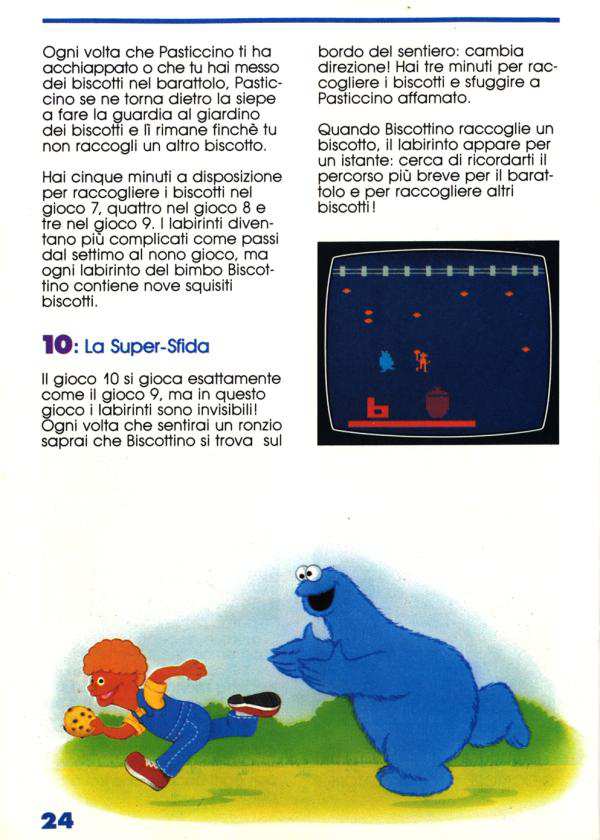 Ogni volta che Pasticcino ti ha
acchiappato o che tu hai messo
dei biscotti nel barattolo, Pastic-
cino se ne torna dietro la siepe
a fare la guardia al giardino
dei biscotti e lì rimane finchè tu
non raccogli un altro biscotto.
Hai cinque minuti a disposizione
per raccogliere i biscotti nel
gioco 7, quattro nel gioco 8 e
tre nel gioco 9. I labirinti diven-
tano più complicati come passi
dal settimo al nono gioco, ma
ogni labirinto del bimbo Biscot-
tino contiene nove squisiti
biscotti.
10: La Super-Sfida
Il gioco 10 si gioca esattamente
come il gioco 9, ma in questo
gioco i labirinti sono invisibili!
Ogni volta che sentirai un ronzio
saprai che Biscottino si trova sul
bordo del sentiero: cambia
direzione! Hai tre minuti per rac-
cogliere i biscotti e sfuggire a
Pasticcino affamato.
Quando Biscottino raccoglie un
biscotto, il labirinto appare per
un istante: cerca di ricordarti il
percorso più breve per il barat-
tolo e per raccogliere altri
biscotti!
24